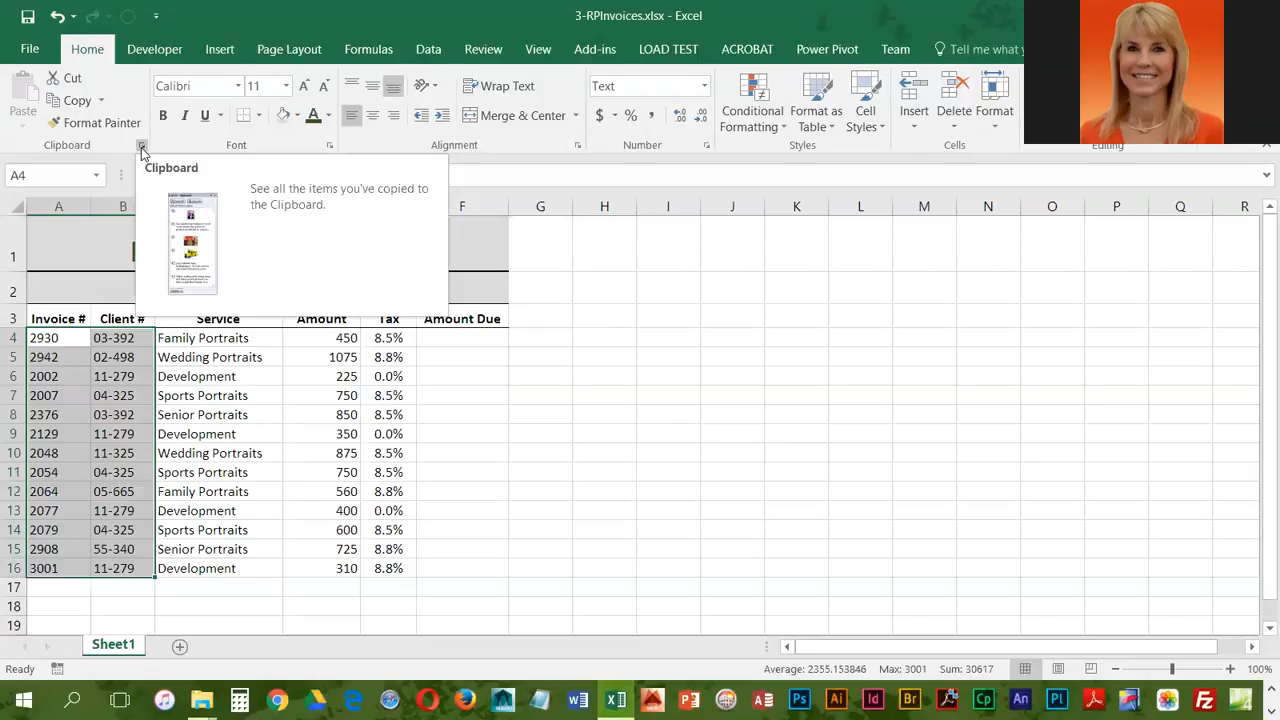 3-RPInvoices.xlsx - Excel
File Home Developer Insert Page Layout Formulas Data Review View Add-ins LOAD TEST ACROBAT Power Pivot Team Tell me what y
Paste
Cut
Copy
Format Painter
Clipboard
Calibri 11
B I U A
Font
Wrap Text
Merge & Center
Alignment
Text
$ % ,
Number
Conditional Formatting
Format as Table
Cell Styles
Styles
Insert Delete Format
Cells
Editing
A4
Clipboard
See all the items you've copied to
the Clipboard.
A B F G H I J K L M N O P Q R
1
2
3 Invoice # Client # Service Amount Tax Amount Due
4 2930 03-392 Family Portraits 450 8.5%
5 2942 02-498 Wedding Portraits 1075 8.8%
6 2002 11-279 Development 225 0.0%
7 2007 04-325 Sports Portraits 750 8.5%
8 2376 03-392 Senior Portraits 850 8.5%
9 2129 11-279 Development 350 0.0%
10 2048 11-325 Wedding Portraits 875 8.5%
11 2054 04-325 Sports Portraits 750 8.5%
12 2064 05-665 Family Portraits 560 8.8%
13 2077 11-279 Development 400 0.0%
14 2079 04-325 Sports Portraits 600 8.5%
15 2908 55-340 Senior Portraits 725 8.8%
16 3001 11-279 Development 310 8.8%
17
18
19
Sheet1
Ready Average: 2355.153846 Max: 3001 Sum: 30617 100%